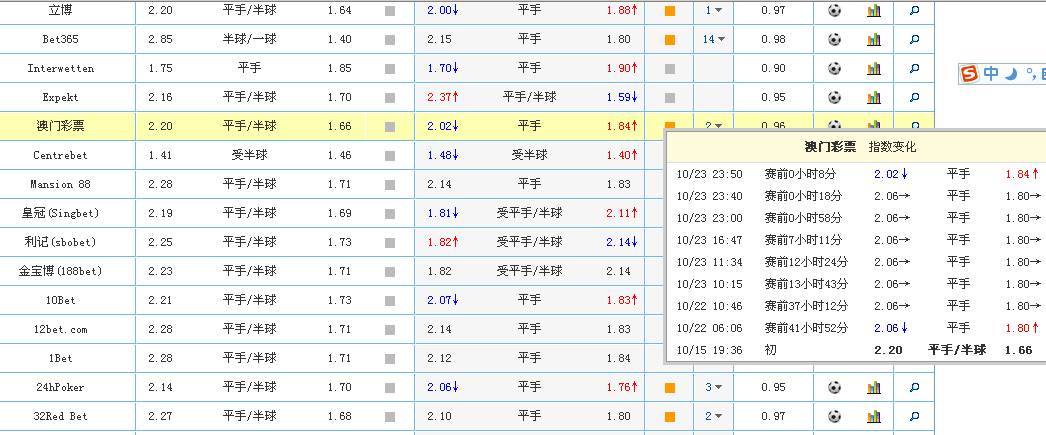 立博 2.20 平手/半球 1.64 2.00↓ 平手 1.88↑ 1 0.97
Bet365 2.85 半球/一球 1.40 2.15 平手 1.80 14 0.98
Interwetten 1.75 平手 1.85 1.70↓ 平手 1.90↑ 0.90
Expekt 2.16 平手/半球 1.70 2.37↑ 平手/半球 1.59↓ 0.95
中
澳门彩票 2.20 平手/半球 1.66 2.02↓ 平手 1.84↑ 2 0.96
Centrebet 1.41 受半球 1.46 1.48↓ 受半球 1.40↑
Mansion 88 2.28 平手/半球 1.71 2.14 平手 1.83
皇冠(Singbet) 2.19 平手/半球 1.69 1.81↓ 受平手/半球 2.11↑
利记(sbobet) 2.25 平手/半球 1.73 1.82↑ 受平手/半球 2.14↓
金宝博(188bet) 2.23 平手/半球 1.71 1.82 受平手/半球 2.14
10Bet 2.21 平手/半球 1.73 2.07↓ 平手 1.83↑
12bet.com 2.28 平手/半球 1.71 2.14 平手 1.83
1Bet 2.28 平手/半球 1.71 2.12 平手 1.84
24hPoker 2.14 平手/半球 1.70 2.06↓ 平手 1.76↑ 3 0.95
32Red Bet 2.27 平手/半球 1.68 2.10 平手 1.80 2 0.97
澳门彩票 指数变化
10/23 23:50 赛前0小时8分 2.02↓ 平手 1.84↑
10/23 23:40 赛前0小时18分 2.06→ 平手 1.80→
10/23 23:00 赛前0小时58分 2.06→ 平手 1.80→
10/23 16:47 赛前7小时11分 2.06→ 平手 1.80→
10/23 11:34 赛前12小时24分 2.06→ 平手 1.80→
10/23 10:15 赛前13小时43分 2.06→ 平手 1.80→
10/22 10:46 赛前37小时12分 2.06→ 平手 1.80→
10/22 06:06 赛前41小时52分 2.06↓ 平手 1.80↑
10/15 19:36 初 2.20 平手/半球 1.66